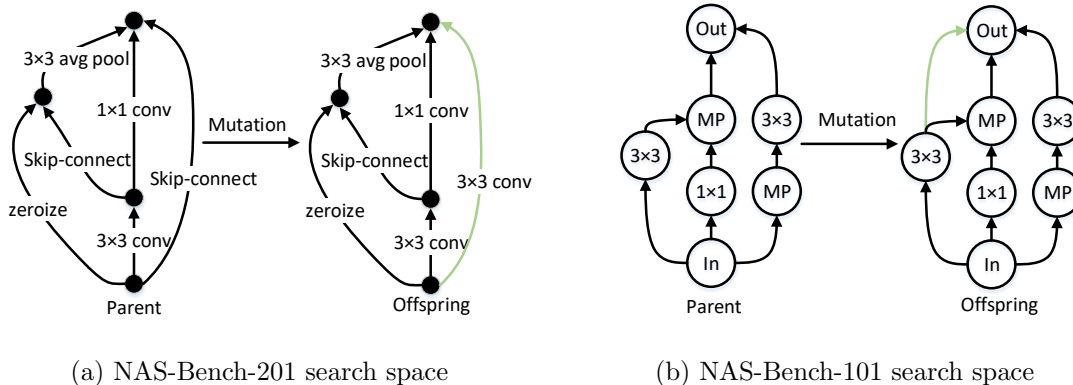 3×3 avg pool
1×1 conv
Skip-connect
Skip-connect
zeroize
3×3 conv
Parent
Mutation
3×3 avg pool
1×1 conv
Skip-connect
3×3 conv
zeroize
3×3 conv
Offspring
(a) NAS-Bench-201 search space
Out
MP
3×3
3×3
1×1
MP
In
Parent
Mutation
Out
MP
3×3
3×3
1×1
MP
In
Offspring
(b) NAS-Bench-101 search space